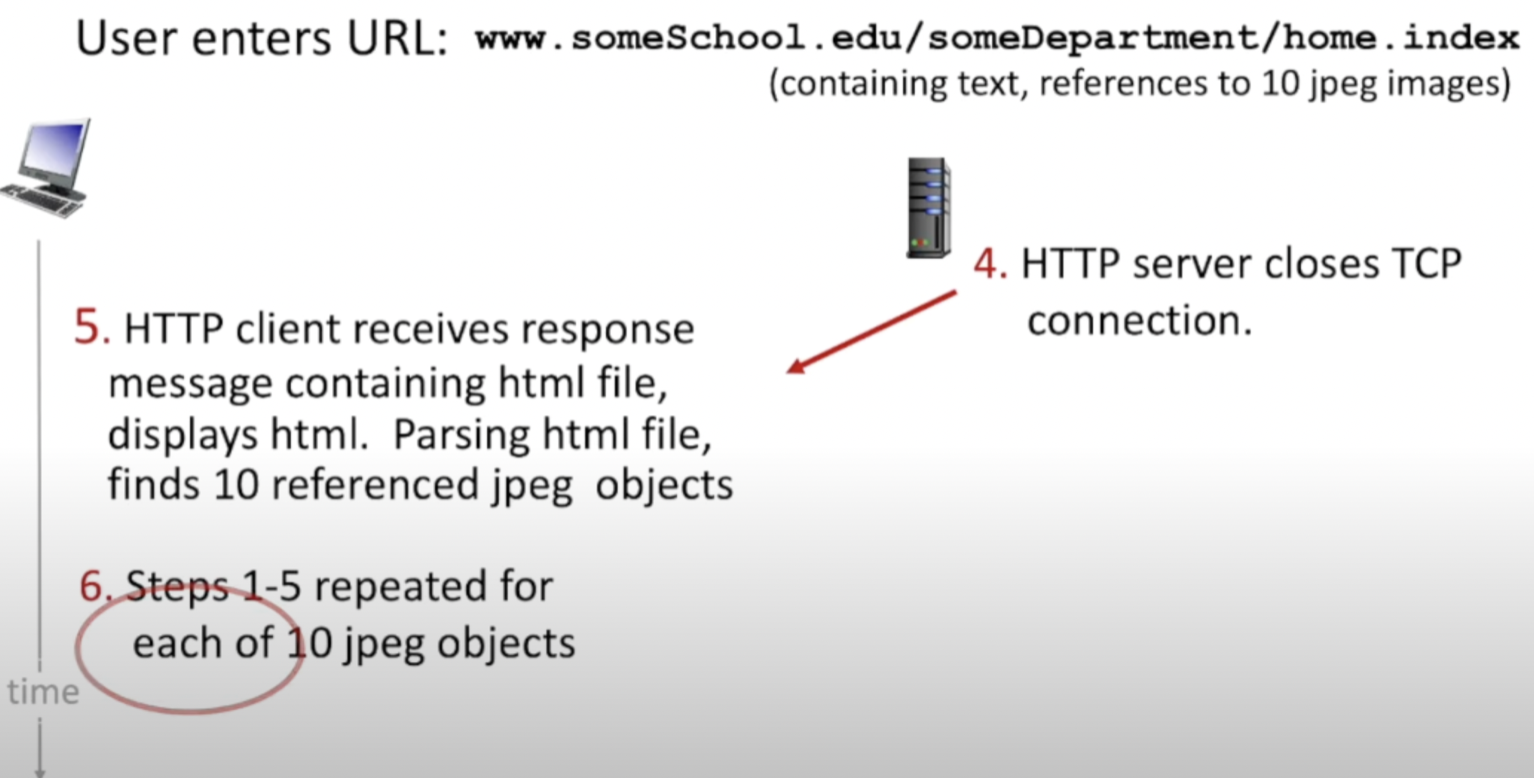 User enters URL: www.someSchool.edu/someDepartment/home.index
(containing text, references to 10 jpeg images)
4. HTTP server closes TCP
connection.
5. HTTP client receives response
message containing html file,
displays html. Parsing html file,
finds 10 referenced jpeg objects
6. Steps 1-5 repeated for
each of 10 jpeg objects
time